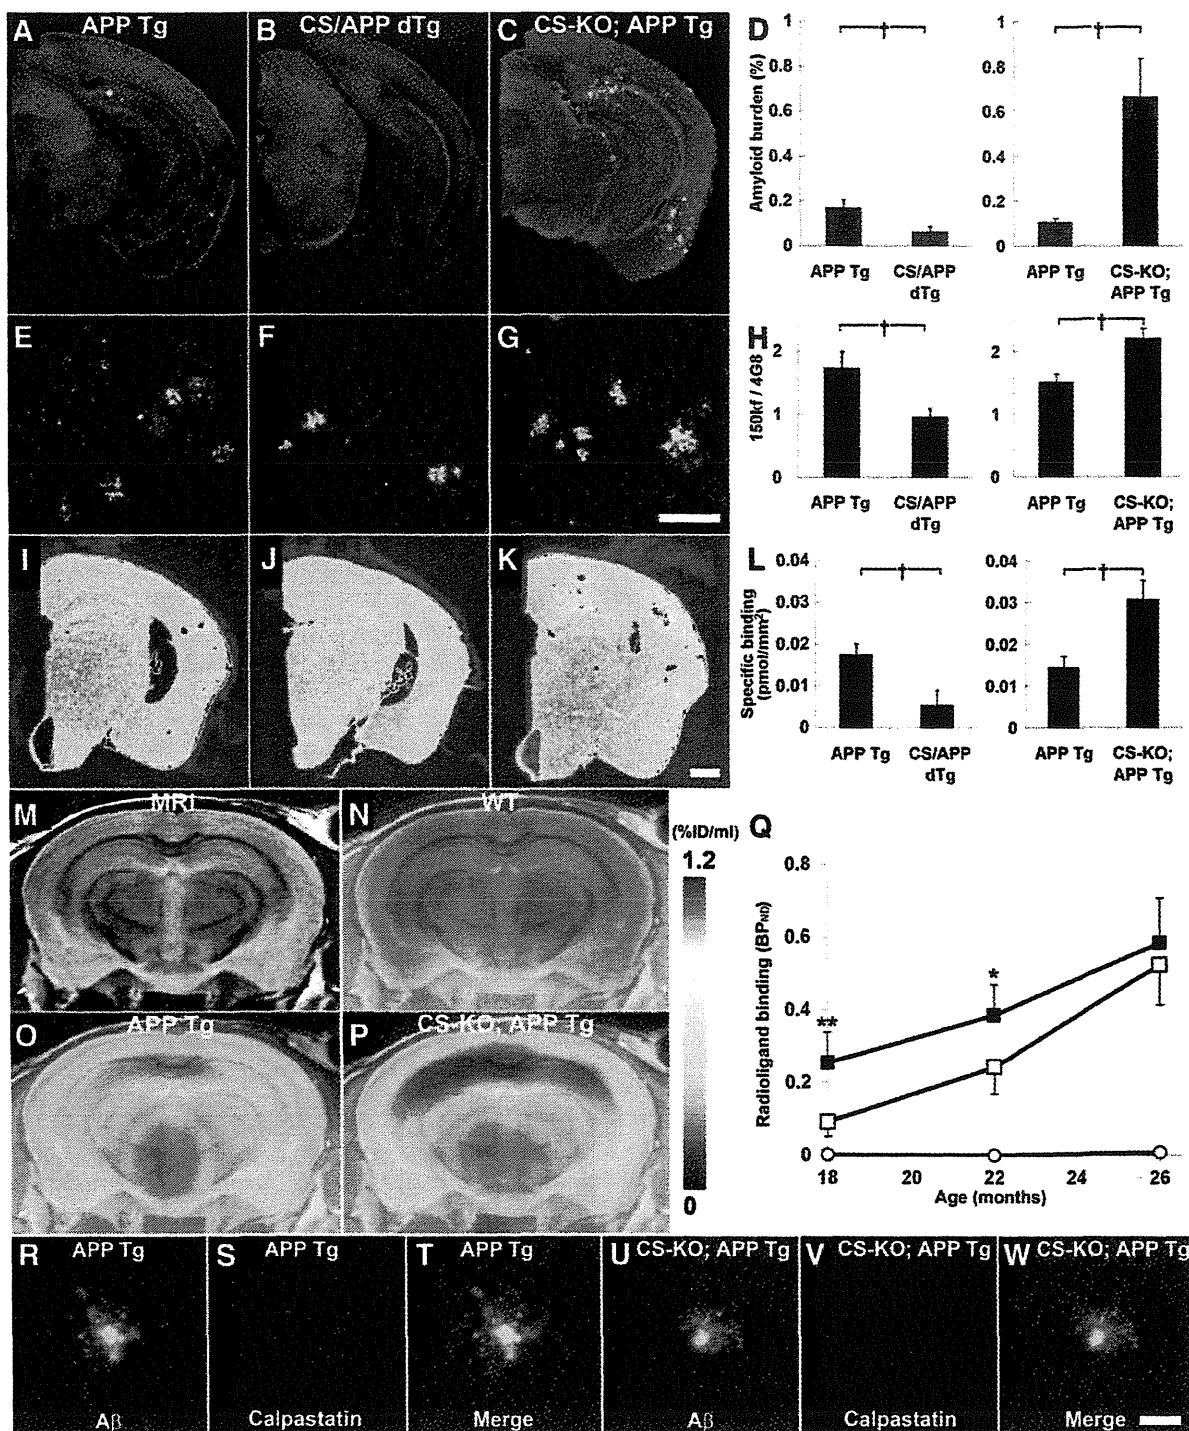 A APP Tg
B CS/APP dTg
C CS-KO; APP Tg
D
Amyloid burden (%)
1
0.8
0.6
0.4
0.2
0
APP Tg
CS/APP dTg
1
0.8
0.6
0.4
0.2
0
APP Tg
CS-KO; APP Tg
E
F
G
H
150kf / 4G8
2
1
0
APP Tg
CS/APP dTg
2
1
0
APP Tg
CS-KO; APP Tg
I
J
K
L
Specific binding (pmol/mm²)
0.04
0.03
0.02
0.01
0
APP Tg
CS/APP dTg
0.04
0.03
0.02
0.01
0
APP Tg
CS-KO; APP Tg
M MRI
N WT
(%ID/ml)
1.2
0
O APP Tg
P CS-KO; APP Tg
Q
Radioligand binding (BPND)
0.8
0.6
0.4
0.2
0
**
*
18 20 22 24 26
Age (months)
R APP Tg
Aβ
S APP Tg
Calpastatin
T APP Tg
Merge
U CS-KO; APP Tg
Aβ
V CS-KO; APP Tg
Calpastatin
W CS-KO; APP Tg
Merge